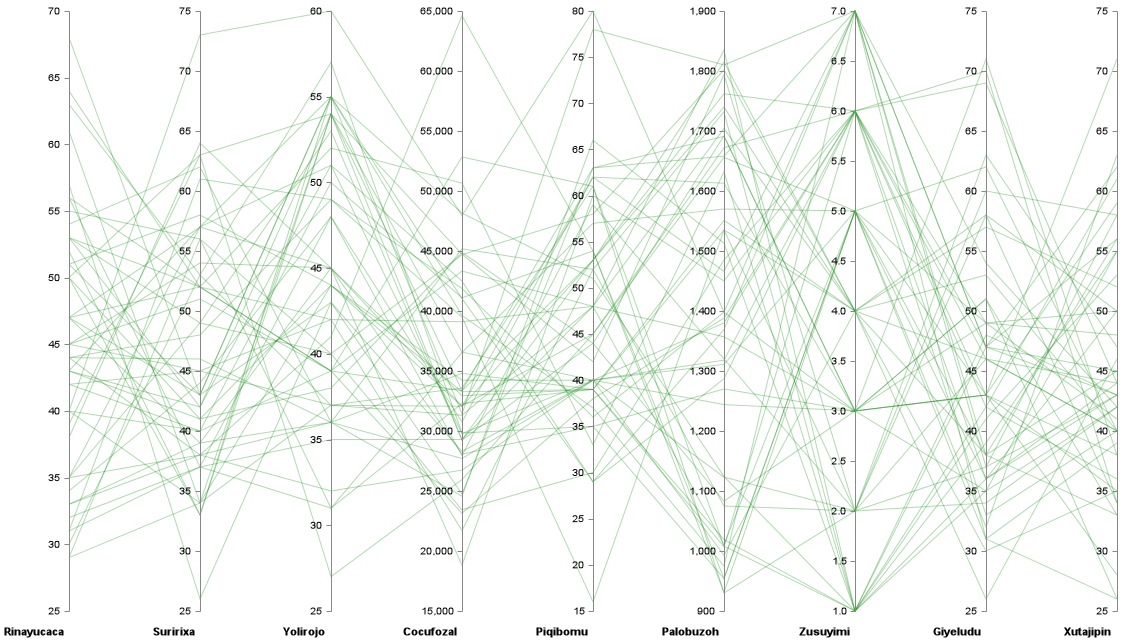 70 75 60 65,000 80 1,900 7.0 75 75
65 70 55 60,000 75 1,800 6.5 70 70
60 65 50 55,000 70 1,700 6.0 65 65
55 60 45 50,000 65 1,600 5.5 60 60
50 55 40 45,000 60 1,500 5.0 55 55
45 50 35 40,000 55 1,400 4.5 50 50
40 45 30 35,000 50 1,300 4.0 45 45
35 40 25 30,000 45 1,200 3.5 40 40
30 35 25,000 40 1,100 3.0 35 35
25 30 20,000 35 1,000 2.5 30 30
25 15,000 30 900 2.0 25 25
25 1.5
20 1.0
15
Rinayucaca Suririxa Yolirojo Cocufozal Piqibomu Palobuzoh Zusuyimi Giyeludu Xutajipin